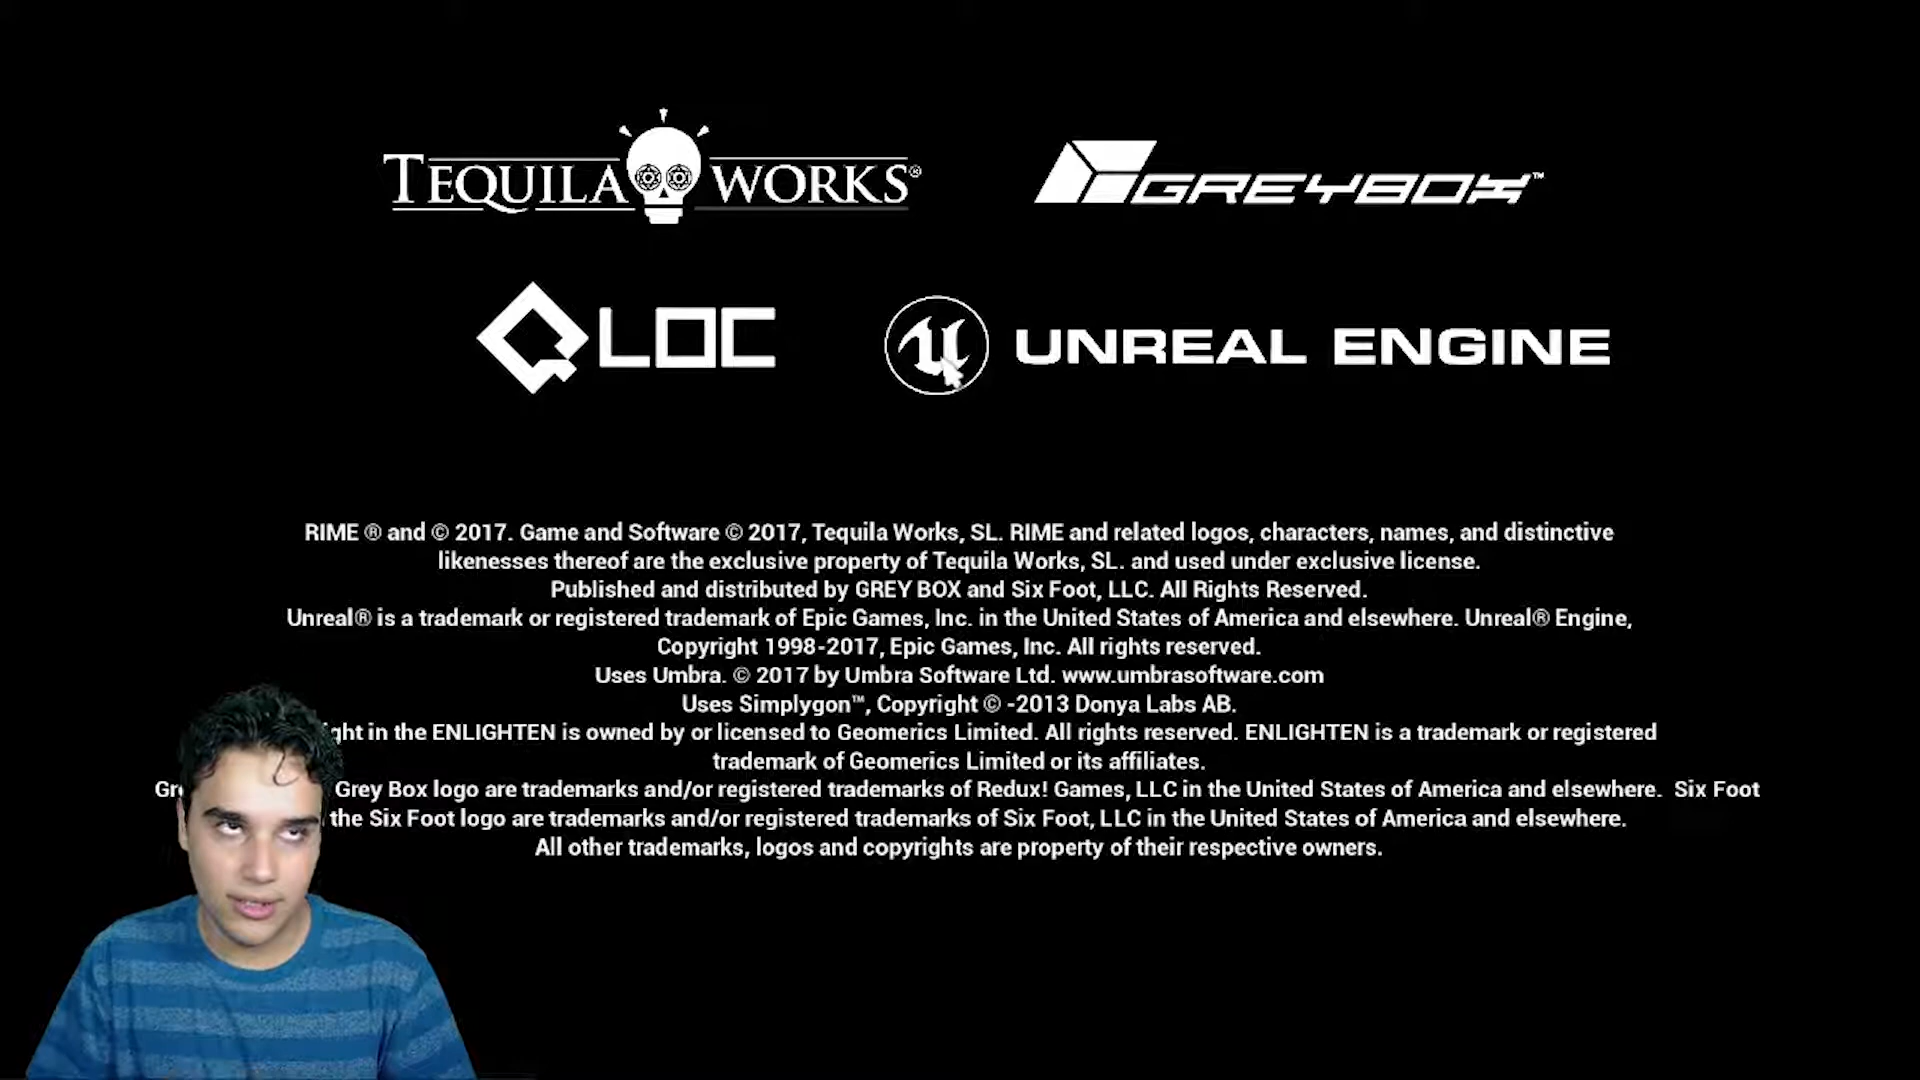 TEQUILA WORKS®
GREYBOX™
QLOC
UNREAL ENGINE
RIME ® and © 2017. Game and Software © 2017, Tequila Works, SL. RIME and related logos, characters, names, and distinctive
likenesses thereof are the exclusive property of Tequila Works, SL. and used under exclusive license.
Published and distributed by GREY BOX and Six Foot, LLC. All Rights Reserved.
Unreal® is a trademark or registered trademark of Epic Games, Inc. in the United States of America and elsewhere. Unreal® Engine,
Copyright 1998-2017, Epic Games, Inc. All rights reserved.
Uses Umbra. © 2017 by Umbra Software Ltd. www.umbrasoftware.com
Uses Simplygon™, Copyright © -2013 Donya Labs AB.
in the ENLIGHTEN is owned by or licensed to Geomerics Limited. All rights reserved. ENLIGHTEN is a trademark or registered
trademark of Geomerics Limited or its affiliates.
Grey Box logo are trademarks and/or registered trademarks of Redux! Games, LLC in the United States of America and elsewhere. Six Foot
the Six Foot logo are trademarks and/or registered trademarks of Six Foot, LLC in the United States of America and elsewhere.
All other trademarks, logos and copyrights are property of their respective owners.